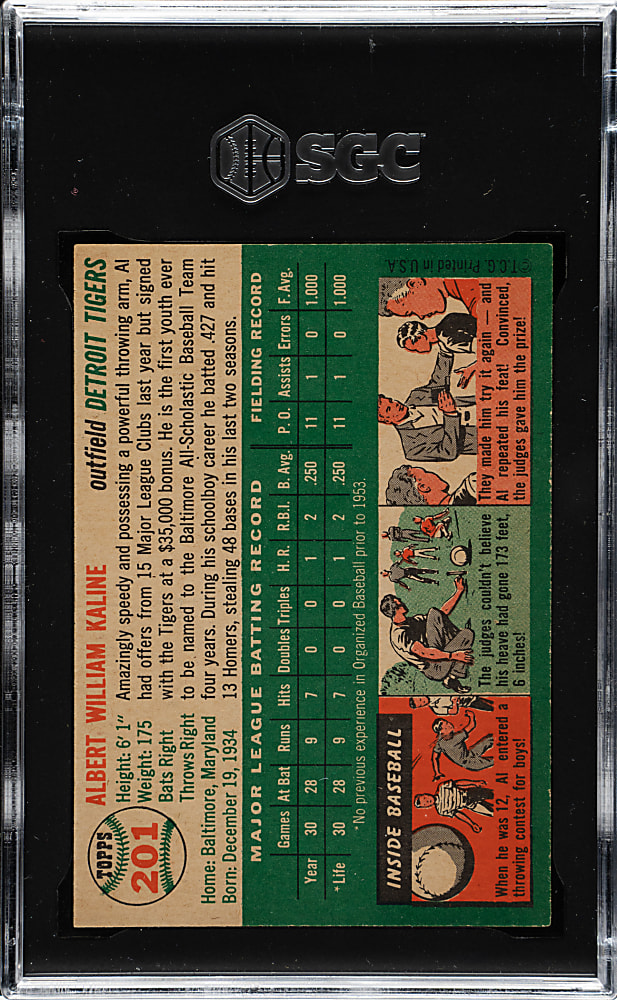 SGC
TOPPS
201
ALBERT WILLIAM KALINE outfield DETROIT TIGERS
Height: 6' 1"
Weight: 175
Bats Right
Throws Right
Home: Baltimore, Maryland
Born: December 19, 1934
Amazingly speedy and possessing a powerful throwing arm, Al
had offers from 15 Major League Clubs last year but signed
with the Tigers at a $35,000 bonus. He is the first youth ever
to be named to the Baltimore All-Scholastic Baseball Team
four years. During his schoolboy career he batted .427 and hit
13 Homers, stealing 48 bases in his last two seasons.
MAJOR LEAGUE BATTING RECORD FIELDING RECORD
Games At Bat Runs Hits Doubles Triples H.R. R.B.I. B. Avg. P.O. Assists Errors F. Avg.
Year 30 28 9 7 0 0 1 2 .250 11 1 0 1.000
*Life 30 28 9 7 0 0 1 2 .250 11 1 0 1.000
*No previous experience in Organized Baseball prior to 1953.
INSIDE BASEBALL
When he was 12, Al entered a
throwing contest for boys!
The judges couldn't believe
his heave had gone 173 feet,
6 inches!
They made him try it again — and
Al repeated his feat! Convinced,
the judges gave him the prize!
©T.C.G. Printed in U.S.A.